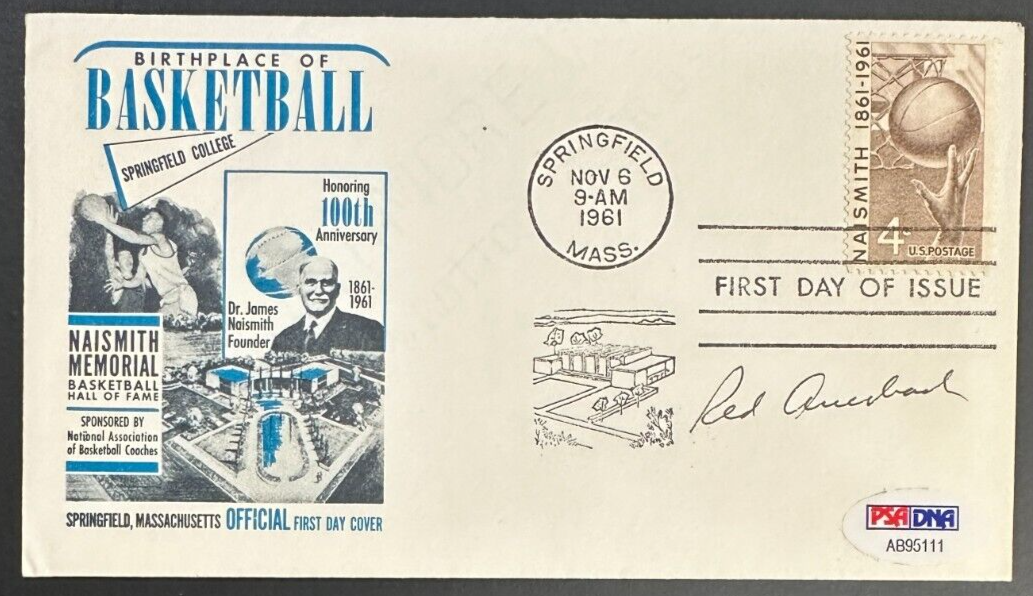 BIRTHPLACE OF
BASKETBALL
SPRINGFIELD COLLEGE
Honoring
100th
Anniversary
1861-
1961
Dr. James
Naismith
Founder
NAISMITH
MEMORIAL
BASKETBALL
HALL OF FAME
SPONSORED BY
National Association
of Basketball Coaches
SPRINGFIELD, MASSACHUSETTS OFFICIAL FIRST DAY COVER
SPRINGFIELD
NOV 6
9-AM
1961
MASS.
NAISMITH 1861-1961
4c
U.S. POSTAGE
FIRST DAY OF ISSUE
Red Auerbach
PSA DNA
AB95111